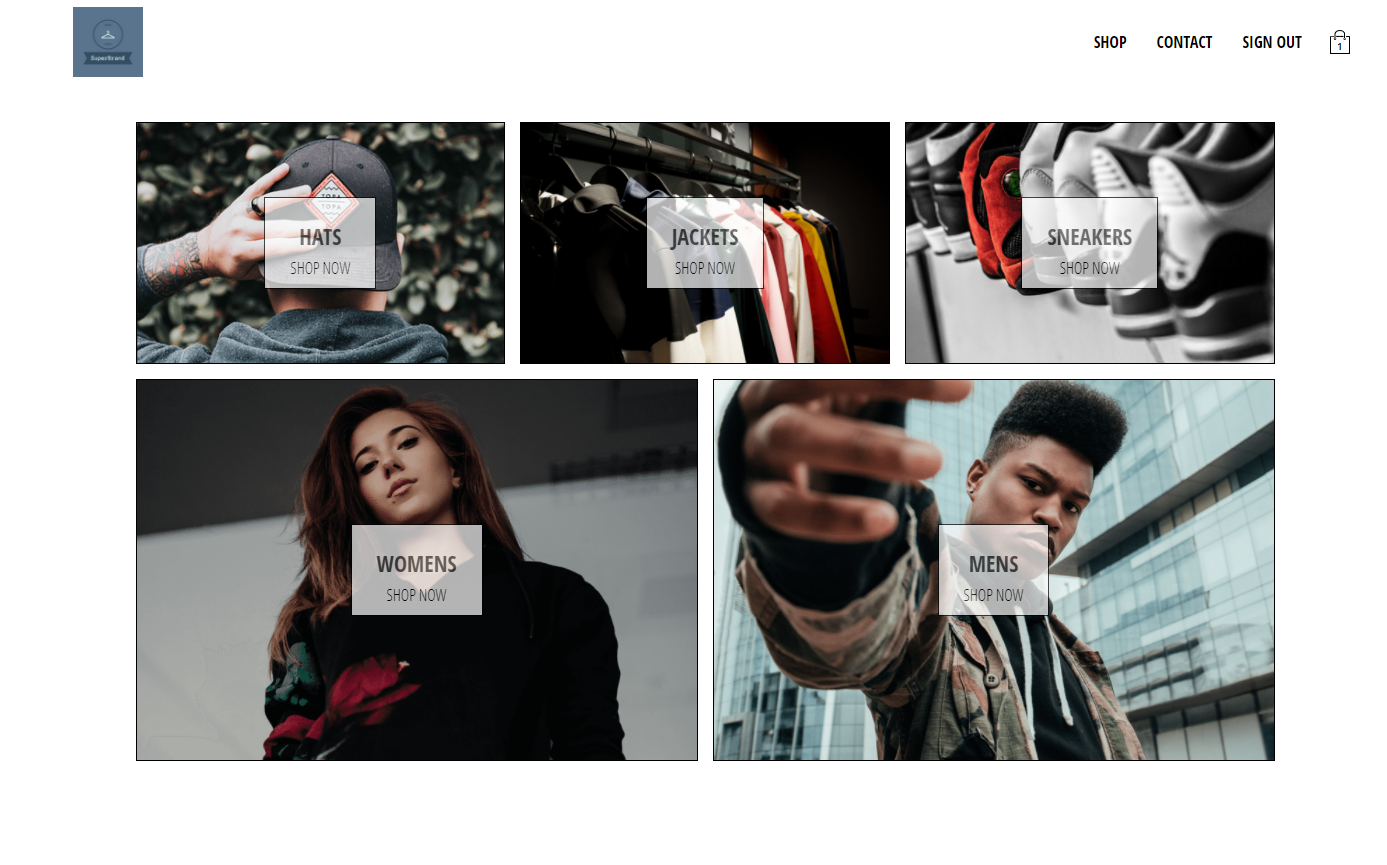 SuperBrand
SHOP
CONTACT
SIGN OUT
1
TOPA
TOPA
HATS
SHOP NOW
JACKETS
SHOP NOW
SNEAKERS
SHOP NOW
WOMENS
SHOP NOW
MENS
SHOP NOW